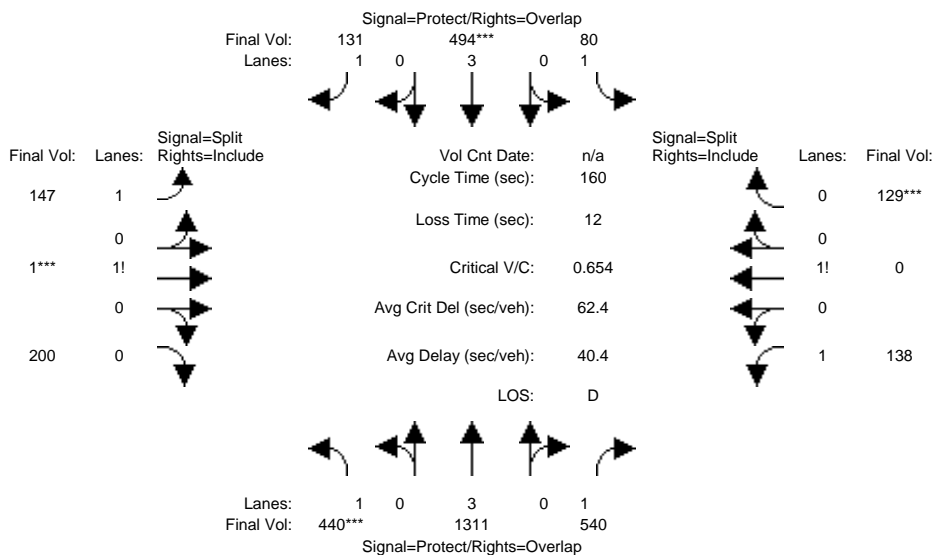 Signal=Protect/Rights=Overlap
Final Vol: 131 494*** 80
Lanes: 1 0 3 0 1
Signal=Split
Final Vol: Lanes: Rights=Include
Vol Cnt Date: n/a
Signal=Split
Rights=Include Lanes: Final Vol:
Cycle Time (sec): 160
147 1
0 129***
Loss Time (sec): 12
0
0
1*** 1!
Critical V/C: 0.654
1! 0
0
Avg Crit Del (sec/veh): 62.4
0
200 0
Avg Delay (sec/veh): 40.4
1 138
LOS: D
Lanes: 1 0 3 0 1
Final Vol: 440*** 1311 540
Signal=Protect/Rights=Overlap